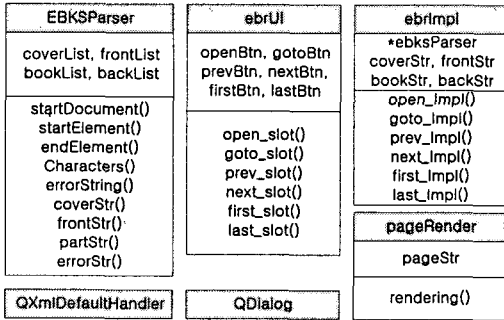 EBKSParser
coverList, frontList
bookList, backList
startDocument()
startElement()
endElement()
Characters()
errorString()
coverStr()
frontStr()
partStr()
errorStr()
QXmlDefaultHandler
ebrUI
openBtn, gotoBtn
prevBtn, nextBtn,
firstBtn, lastBtn
open_slot()
goto_slot()
prev_slot()
next_slot()
first_slot()
last_slot()
QDialog
ebrImpl
*ebksParser
coverStr, frontStr
bookStr, backStr
open_Impl()
goto_Impl()
prev_Impl()
next_Impl()
first_Impl()
last_Impl()
pageRender
pageStr
rendering()